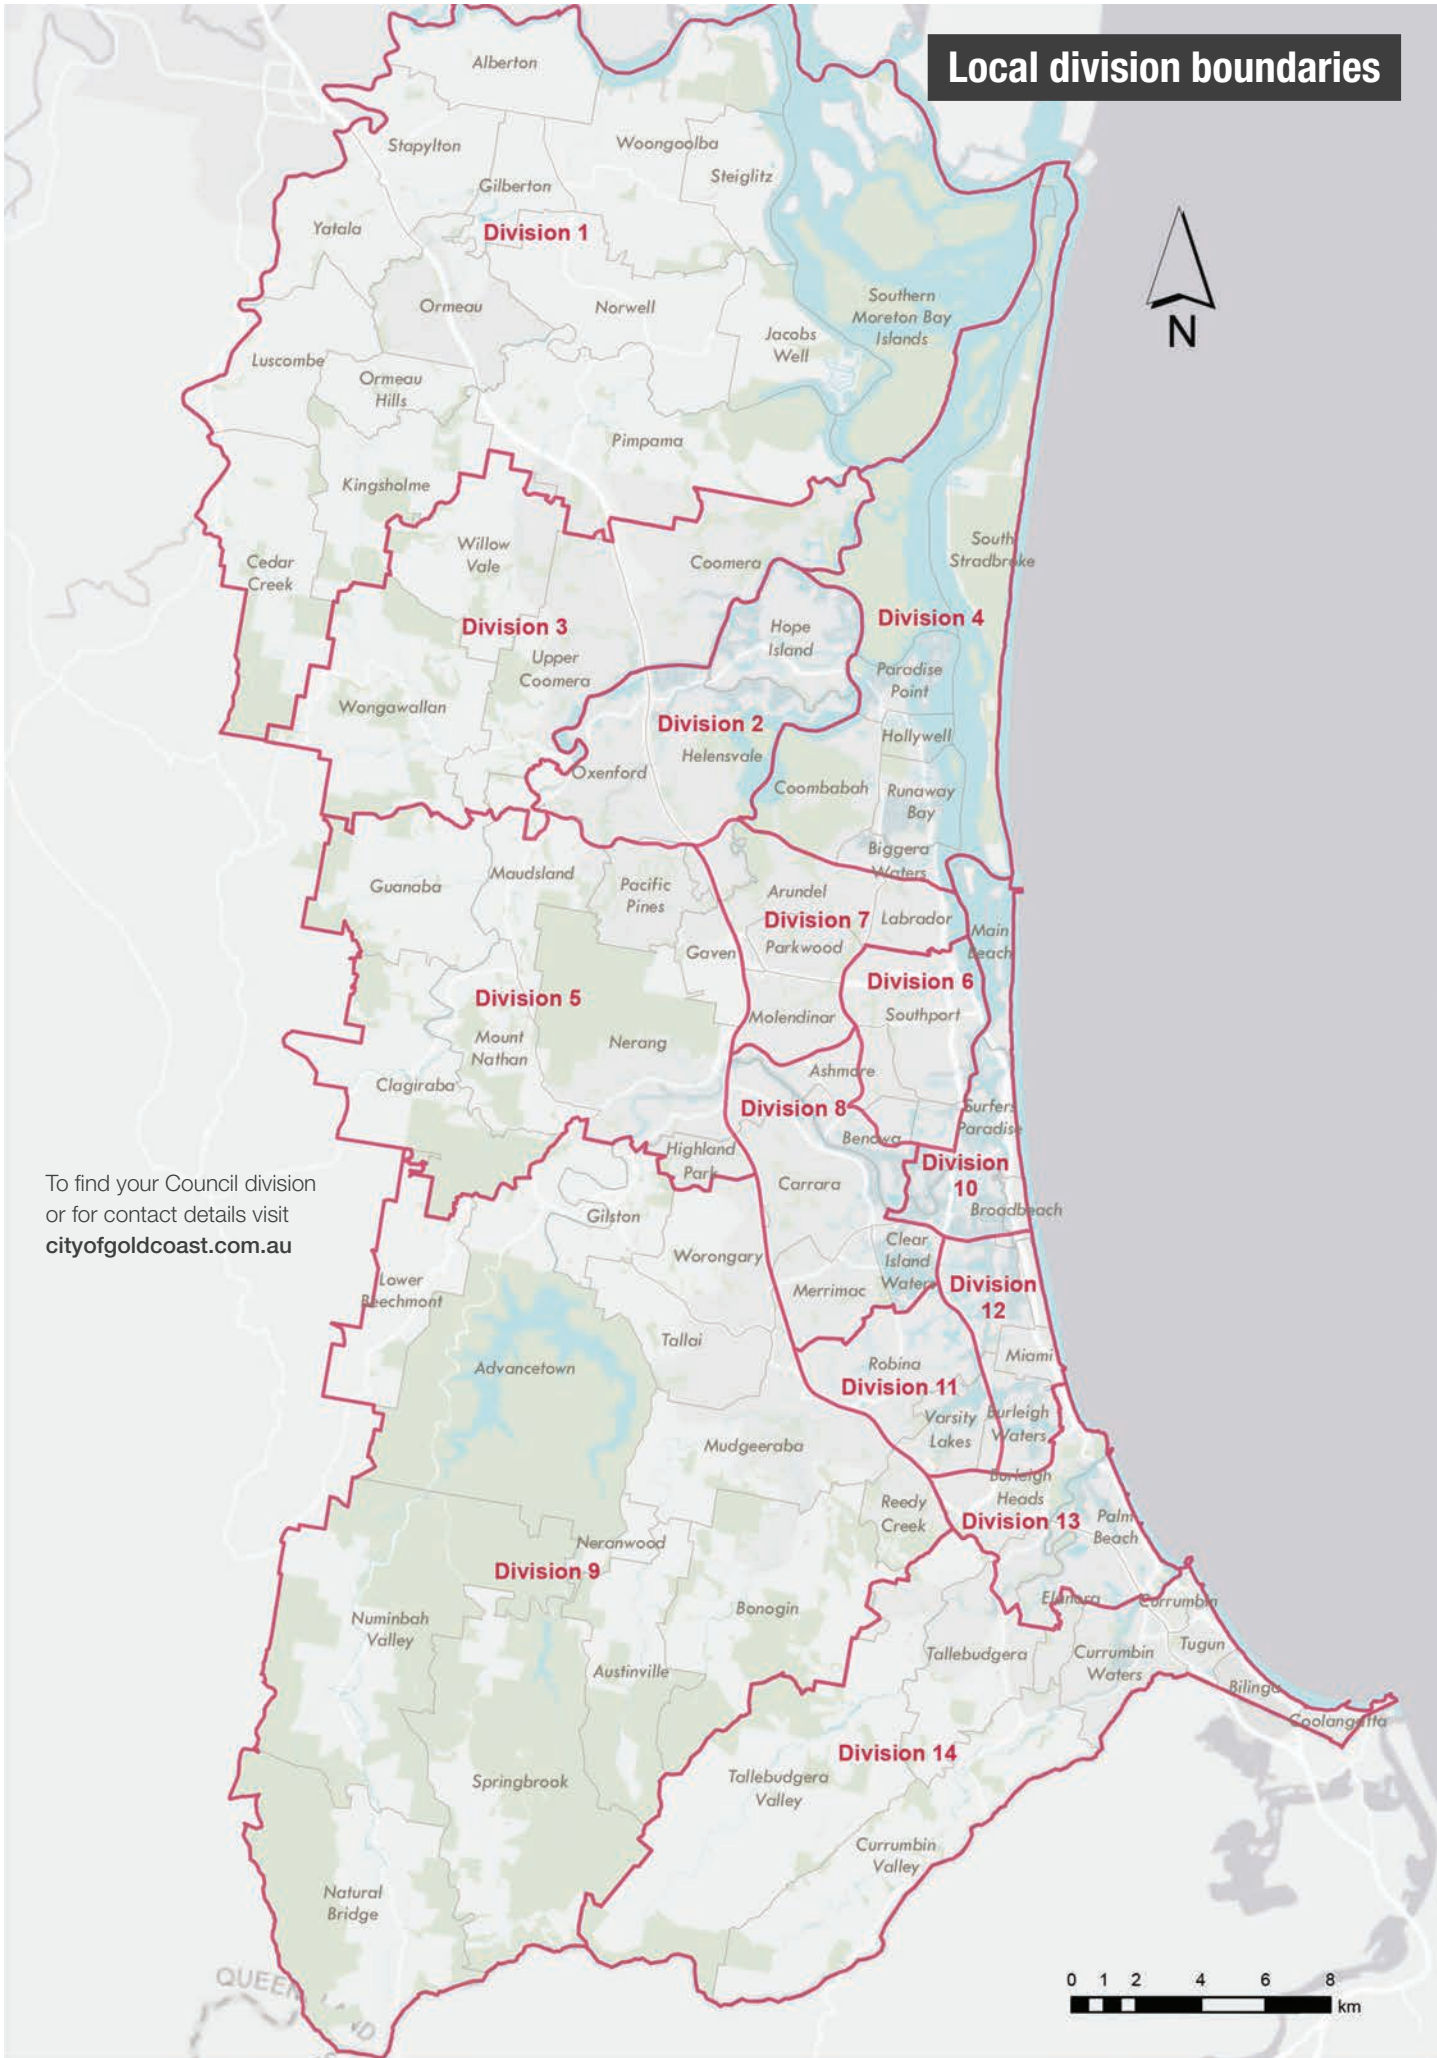 Local division boundaries
Alberton
Stapylton
Woongoolba
Steiglitz
Gilberton
Yatala
Division 1
Ormeau
Norwell
Southern
Moreton Bay
Islands
N
Jacobs
Well
Luscombe
Ormeau
Hills
Pimpama
Kingsholme
Willow
Vale
South
Stradbroke
Cedar
Creek
Coomera
Division 3
Hope
Island
Division 4
Upper
Coomera
Paradise
Point
Wongawallan
Division 2
Hollywell
Helensvale
Oxenford
Coombabah
Runaway
Bay
Biggera
Waters
Guanaba
Maudsland
Pacific
Pines
Arundel
Division 7
Labrador
Main
Beach
Parkwood
Gaven
Division 6
Division 5
Southport
Molendinar
Mount
Nathan
Nerang
Ashmore
Clagiraba
Division 8
Surfers
Paradise
Benowa
Highland
Park
Division
10
To find your Council division
or for contact details visit
cityofgoldcoast.com.au
Carrara
Broadbeach
Gilston
Clear
Island
Waters
Worongary
Lower
Beechmont
Merrimac
Division
12
Tallai
Miami
Advancetown
Robina
Division 11
Varsity
Lakes
Burleigh
Waters
Mudgeeraba
Burleigh
Heads
Reedy
Creek
Division 13
Palm
Beach
Neranwood
Division 9
Elanora
Currumbin
Numinbah
Valley
Bonogin
Tallebudgera
Currumbin
Waters
Tugun
Austinville
Bilinga
Coolangatta
Division 14
Springbrook
Tallebudgera
Valley
Currumbin
Valley
Natural
Bridge
0 1 2 4 6 8
km